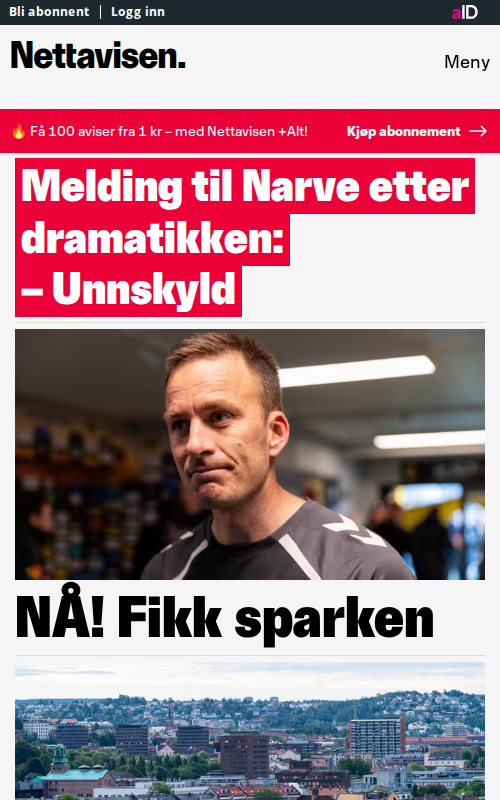 Bli abonnent | Logg inn
aID
Nettavisen.
Meny
🔥 Få 100 aviser fra 1 kr – med Nettavisen +Alt!
Kjøp abonnement →
Melding til Narve etter
dramatikken:
– Unnskyld
NÅ! Fikk sparken